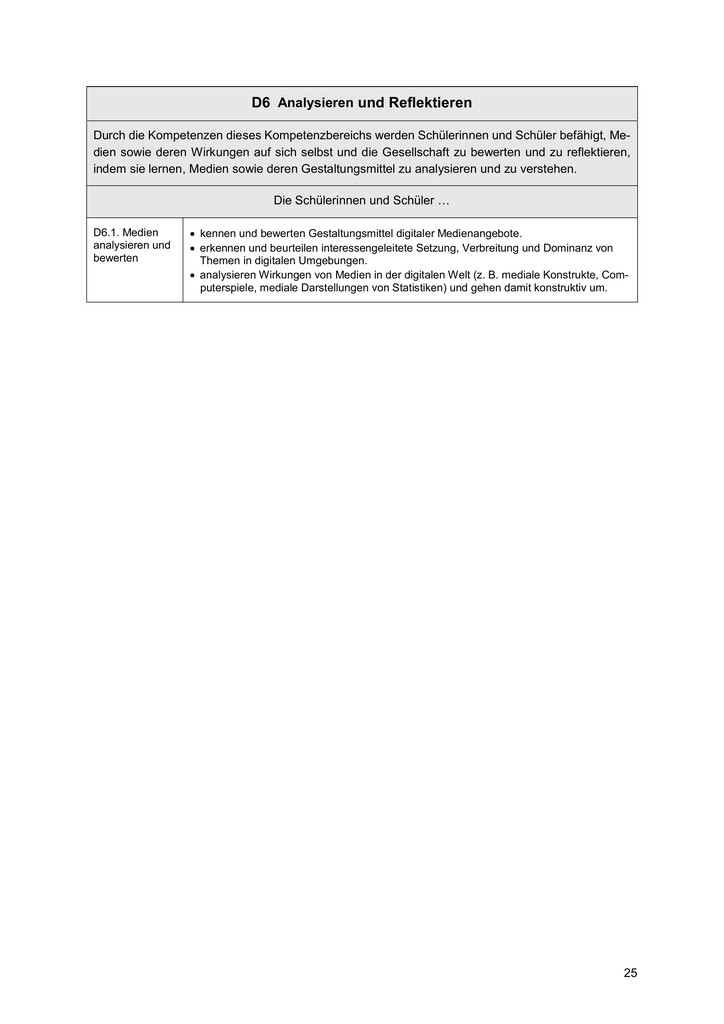 D6 Analysieren und Reflektieren
Durch die Kompetenzen dieses Kompetenzbereichs werden Schülerinnen und Schüler befähigt, Me-
dien sowie deren Wirkungen auf sich selbst und die Gesellschaft zu bewerten und zu reflektieren,
indem sie lernen, Medien sowie deren Gestaltungsmittel zu analysieren und zu verstehen.
Die Schülerinnen und Schüler …
D6.1. Medien
analysieren und
bewerten
• kennen und bewerten Gestaltungsmittel digitaler Medienangebote.
• erkennen und beurteilen interessengeleitete Setzung, Verbreitung und Dominanz von
Themen in digitalen Umgebungen.
• analysieren Wirkungen von Medien in der digitalen Welt (z. B. mediale Konstrukte, Com-
puterspiele, mediale Darstellungen von Statistiken) und gehen damit konstruktiv um.
25